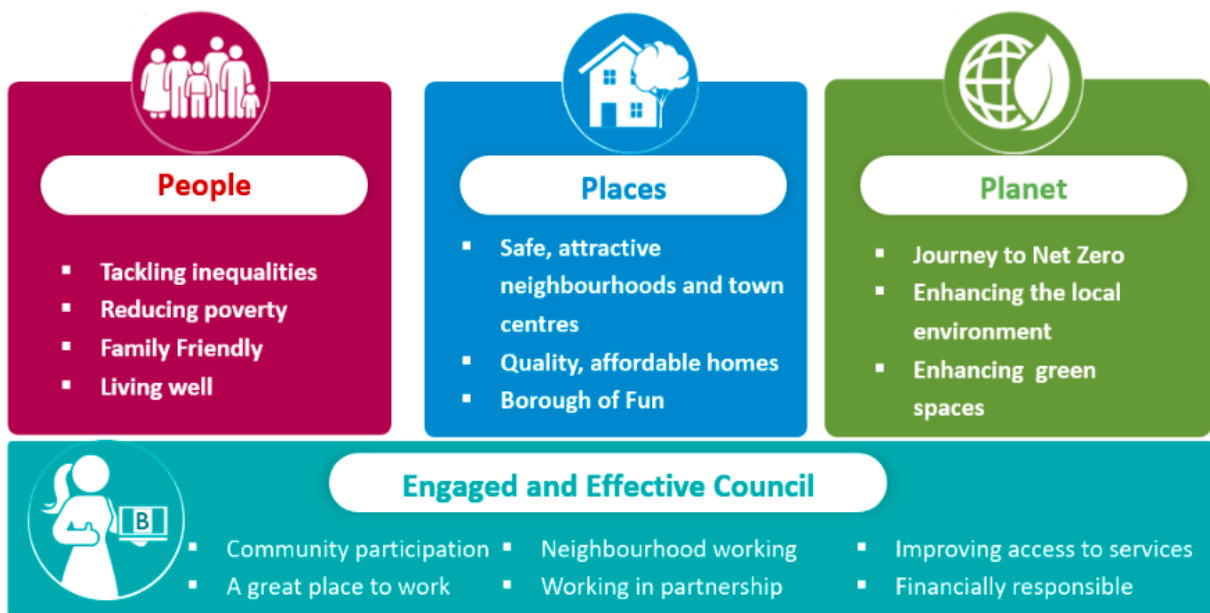 People
▪ Tackling inequalities
▪ Reducing poverty
▪ Family Friendly
▪ Living well
Places
▪ Safe, attractive
neighbourhoods and town
centres
▪ Quality, affordable homes
▪ Borough of Fun
Planet
▪ Journey to Net Zero
▪ Enhancing the local
environment
▪ Enhancing green
spaces
Engaged and Effective Council
B
▪ Community participation
▪ A great place to work
▪ Neighbourhood working
▪ Working in partnership
▪ Improving access to services
▪ Financially responsible